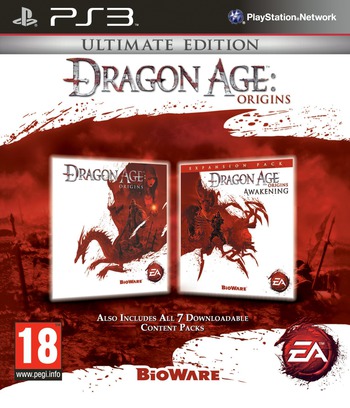 PS3
PlayStation®Network
ULTIMATE EDITION
DRAGON AGE:
ORIGINS
DRAGON AGE
ORIGINS
BIOWARE
EA
EXPANSION PACK
DRAGON AGE
ORIGINS
AWAKENING
BIOWARE
EA
ALSO INCLUDES ALL 7 DOWNLOADABLE
CONTENT PACKS
18
www.pegi.info
BIOWARE
EA